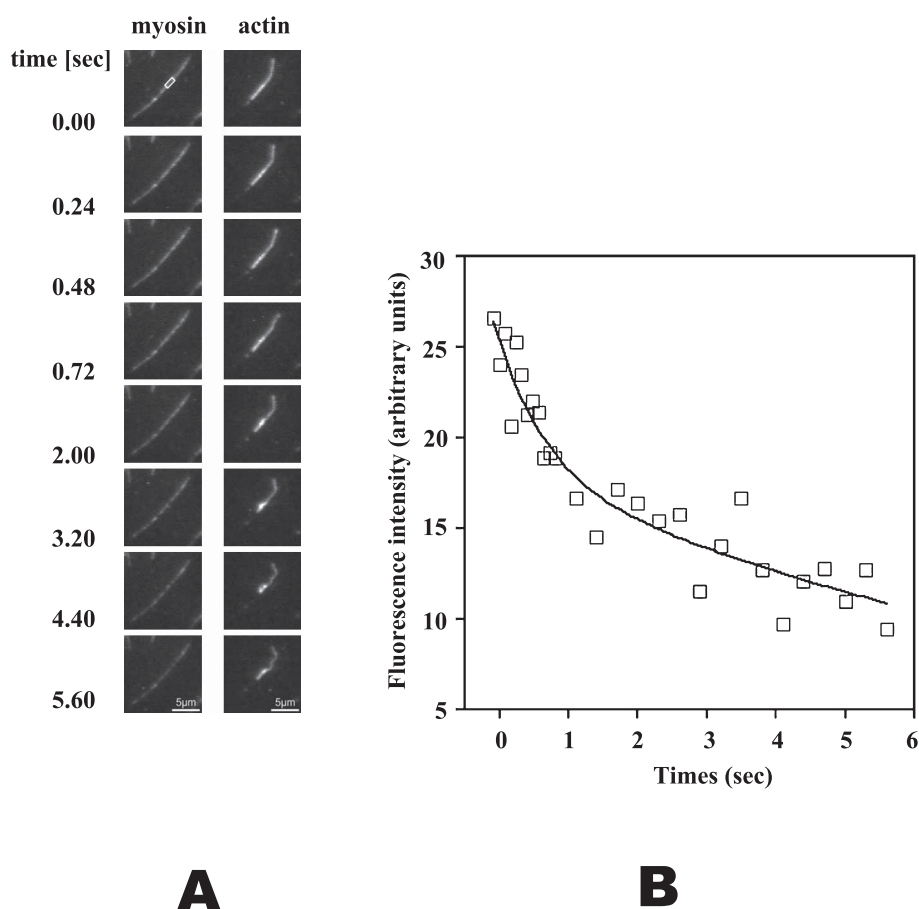 myosin actin
time [sec]
0.00
0.24
0.48
0.72
2.00
3.20
4.40
5.60
5µm 5µm
A
Fluorescence intensity (arbitrary units)
30
25
20
15
10
5
0 1 2 3 4 5 6
Times (sec)
B